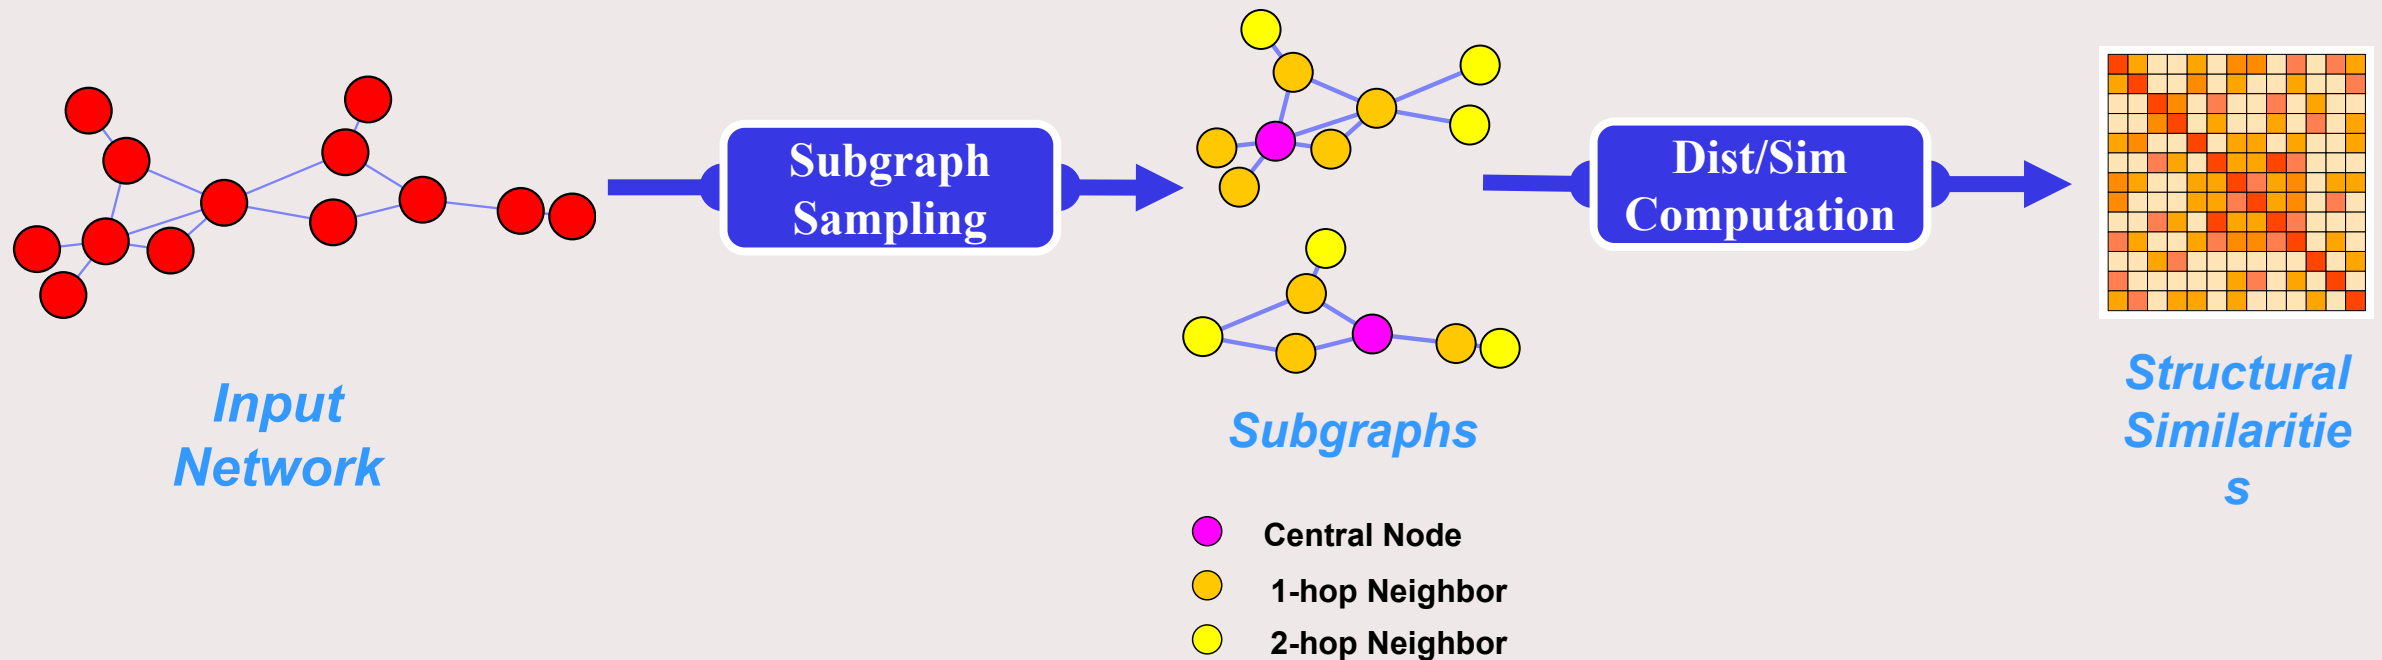 Subgraph
Sampling
Dist/Sim
Computation
Input
Network
Subgraphs
Structural
Similaritie
s
Central Node
1-hop Neighbor
2-hop Neighbor